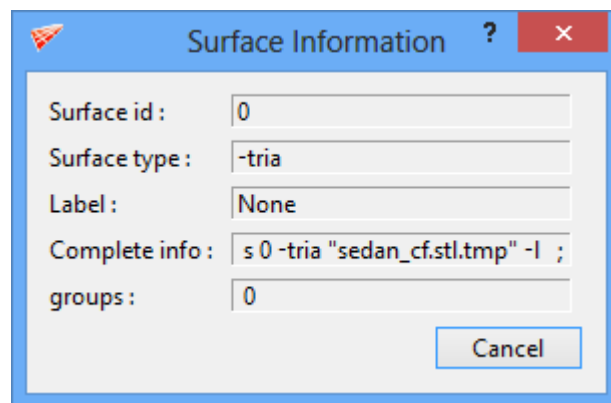 Surface Information ? ×
Surface id : 0
Surface type : -tria
Label : None
Complete info : s 0 -tria "sedan_cf.stl.tmp" -l ;
groups : 0
Cancel